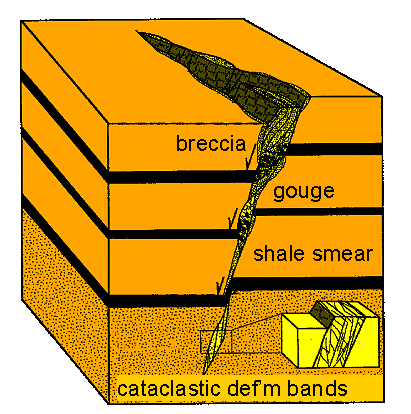 breccia
gouge
shale smear
cataclastic def'm bands